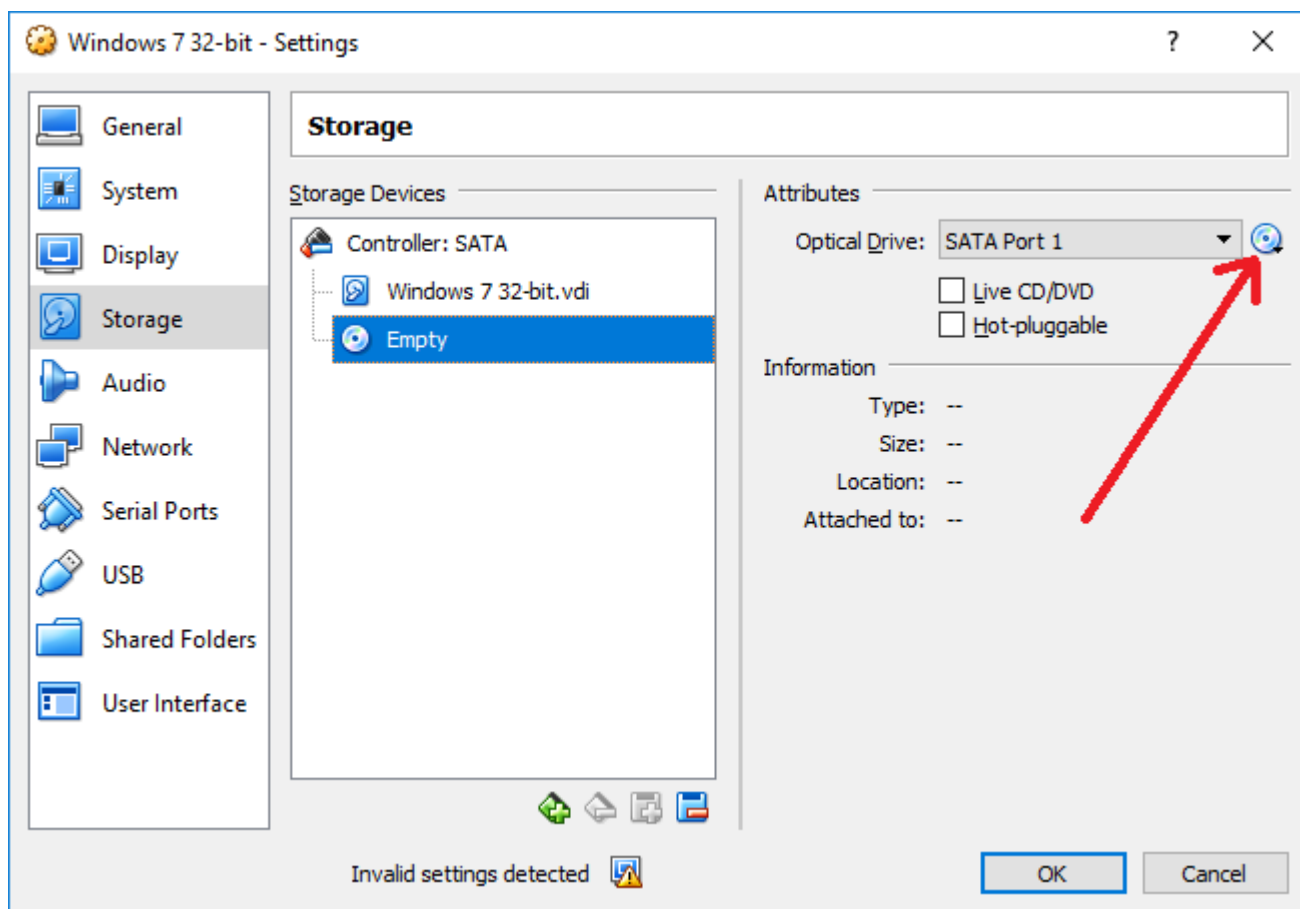 Windows 7 32-bit - Settings
?
General
System
Display
Storage
Audio
Network
Serial Ports
USB
Shared Folders
User Interface
Storage
Storage Devices
Controller: SATA
Windows 7 32-bit.vdi
Empty
Attributes
Optical Drive: SATA Port 1
Live CD/DVD
Hot-pluggable
Information
Type: --
Size: --
Location: --
Attached to: --
Invalid settings detected
OK
Cancel